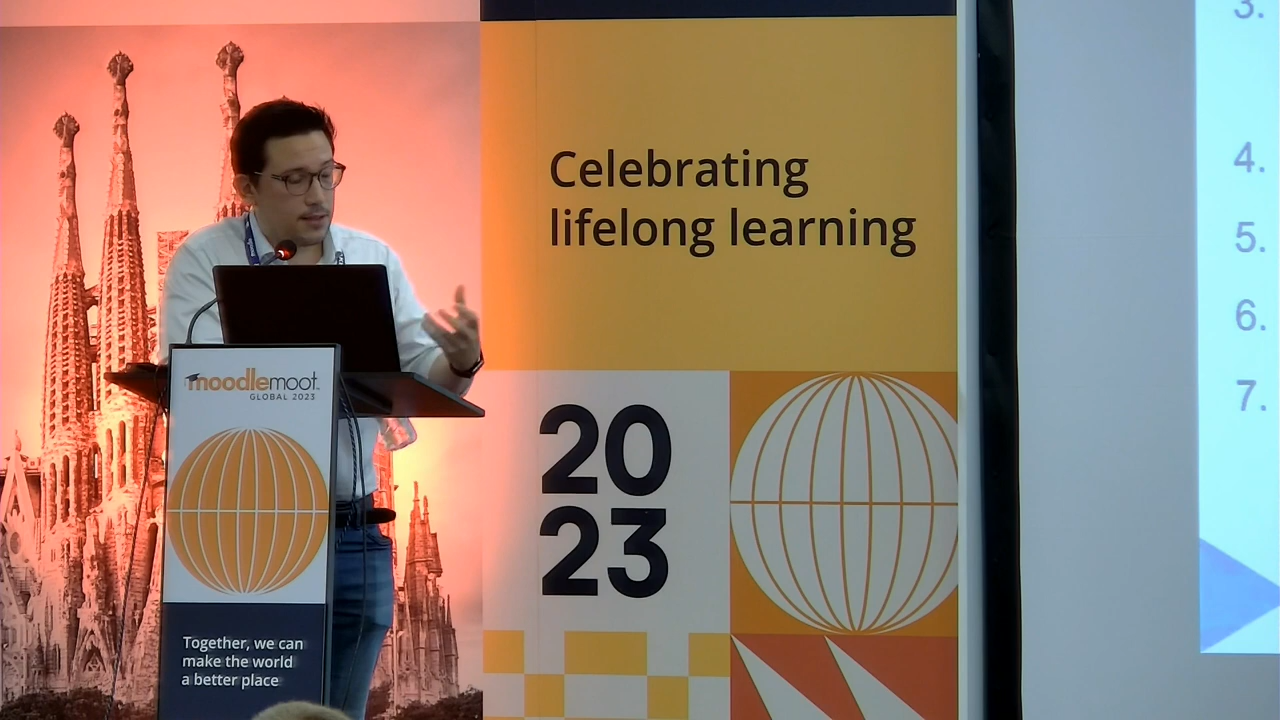 Celebrating
lifelong learning
20
23
moodlemoot
GLOBAL 2023
Together, we can
make the world
a better place
3.
4.
5.
6.
7.